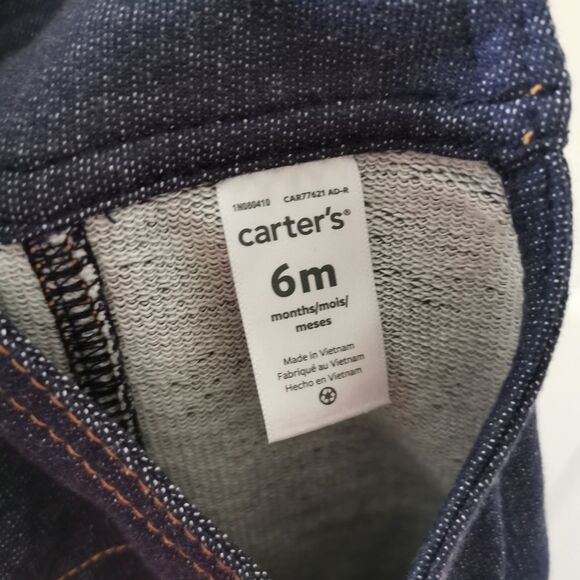 1N080410 CAR77621 AD-R
carter's®
6m
months/mois/
meses
Made in Vietnam
Fabriqué au Vietnam
Hecho en Vietnam